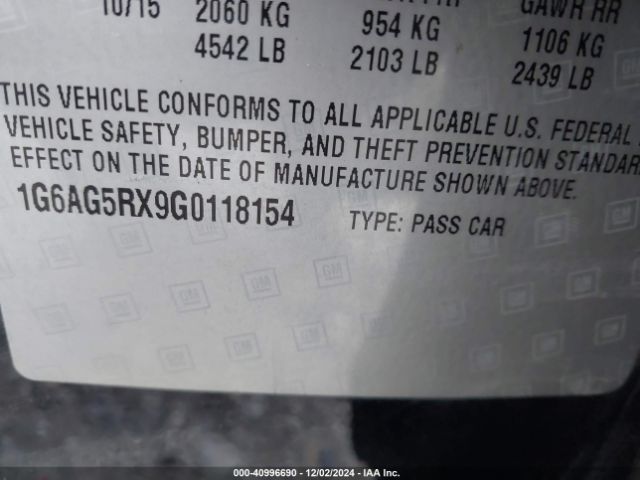 10/15 2060 KG 954 KG 1106 KG
GAWR RR
4542 LB 2103 LB 2439 LB
THIS VEHICLE CONFORMS TO ALL APPLICABLE U.S. FEDERAL
VEHICLE SAFETY, BUMPER, AND THEFT PREVENTION STANDAR
EFFECT ON THE DATE OF MANUFACTURE SHOWN ABOVE.
1G6AG5RX9G0118154 TYPE: PASS CAR
000-40996690 - 12/02/2024 - IAA Inc.